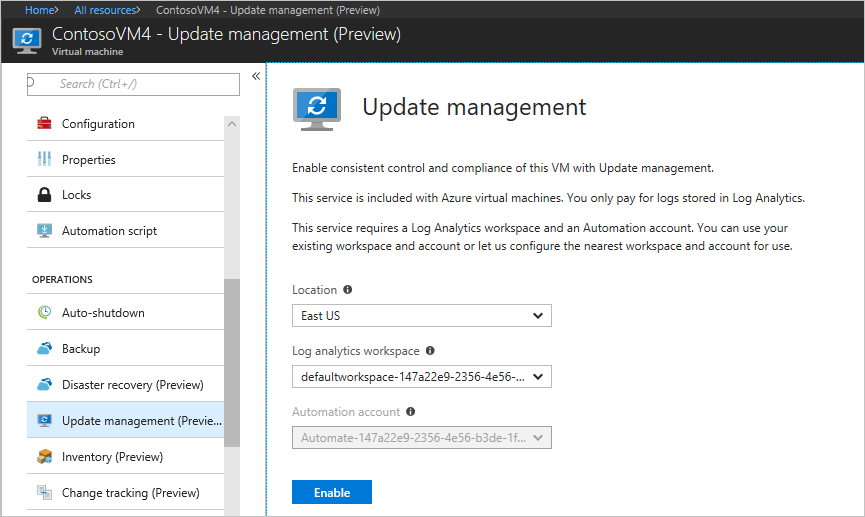 Home> All resources> ContosoVM4 - Update management (Preview)
ContosoVM4 - Update management (Preview)
Virtual machine
Search (Ctrl+/)
«
Configuration
Properties
Locks
Automation script
OPERATIONS
Auto-shutdown
Backup
Disaster recovery (Preview)
Update management (Previe...
Inventory (Preview)
Change tracking (Preview)
Update management
Enable consistent control and compliance of this VM with Update management.
This service is included with Azure virtual machines. You only pay for logs stored in Log Analytics.
This service requires a Log Analytics workspace and an Automation account. You can use your
existing workspace and account or let us configure the nearest workspace and account for use.
Location
East US
Log analytics workspace
defaultworkspace-147a22e9-2356-4e56-...
Automation account
Automate-147a22e9-2356-4e56-b3de-1f...
Enable